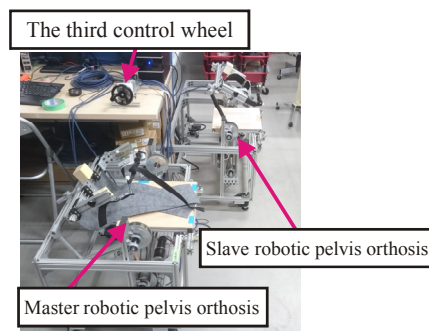 The third control wheel
Slave robotic pelvis orthosis
Master robotic pelvis orthosis